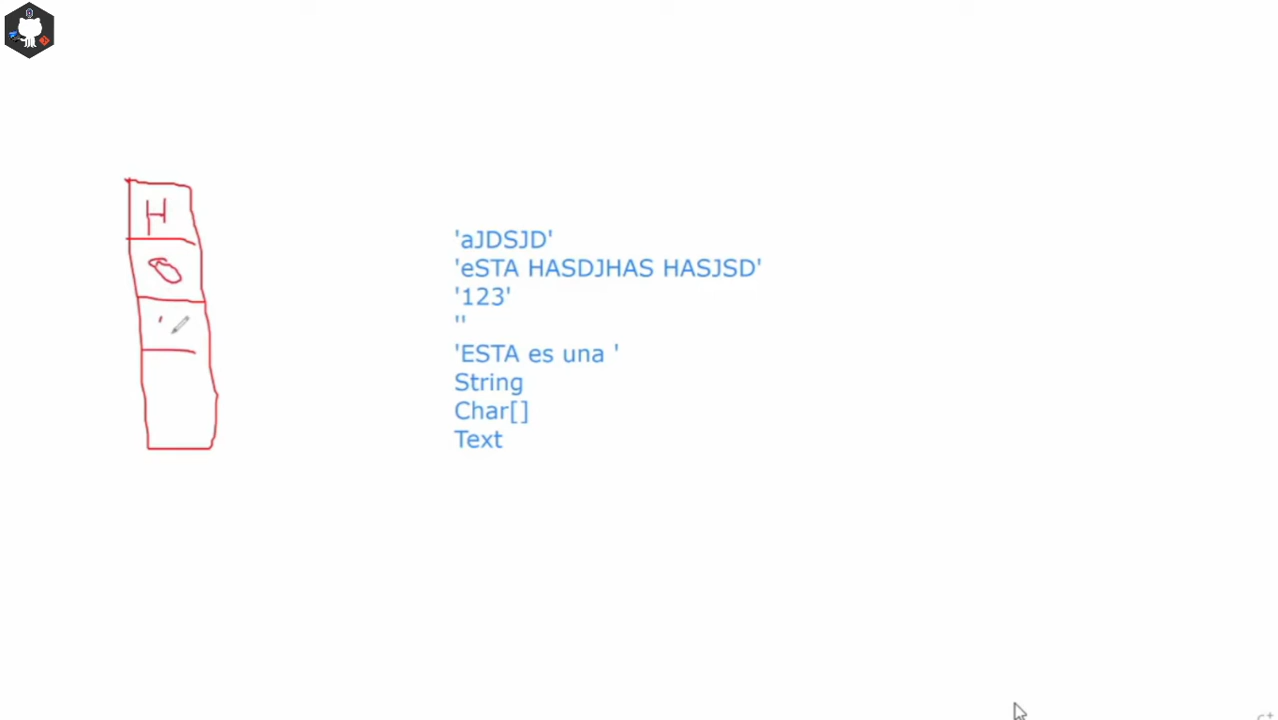 H
O
'aJDSJD'
'eSTA HASDJHAS HASJSD'
'123'
''
'ESTA es una '
String
Char[]
Text